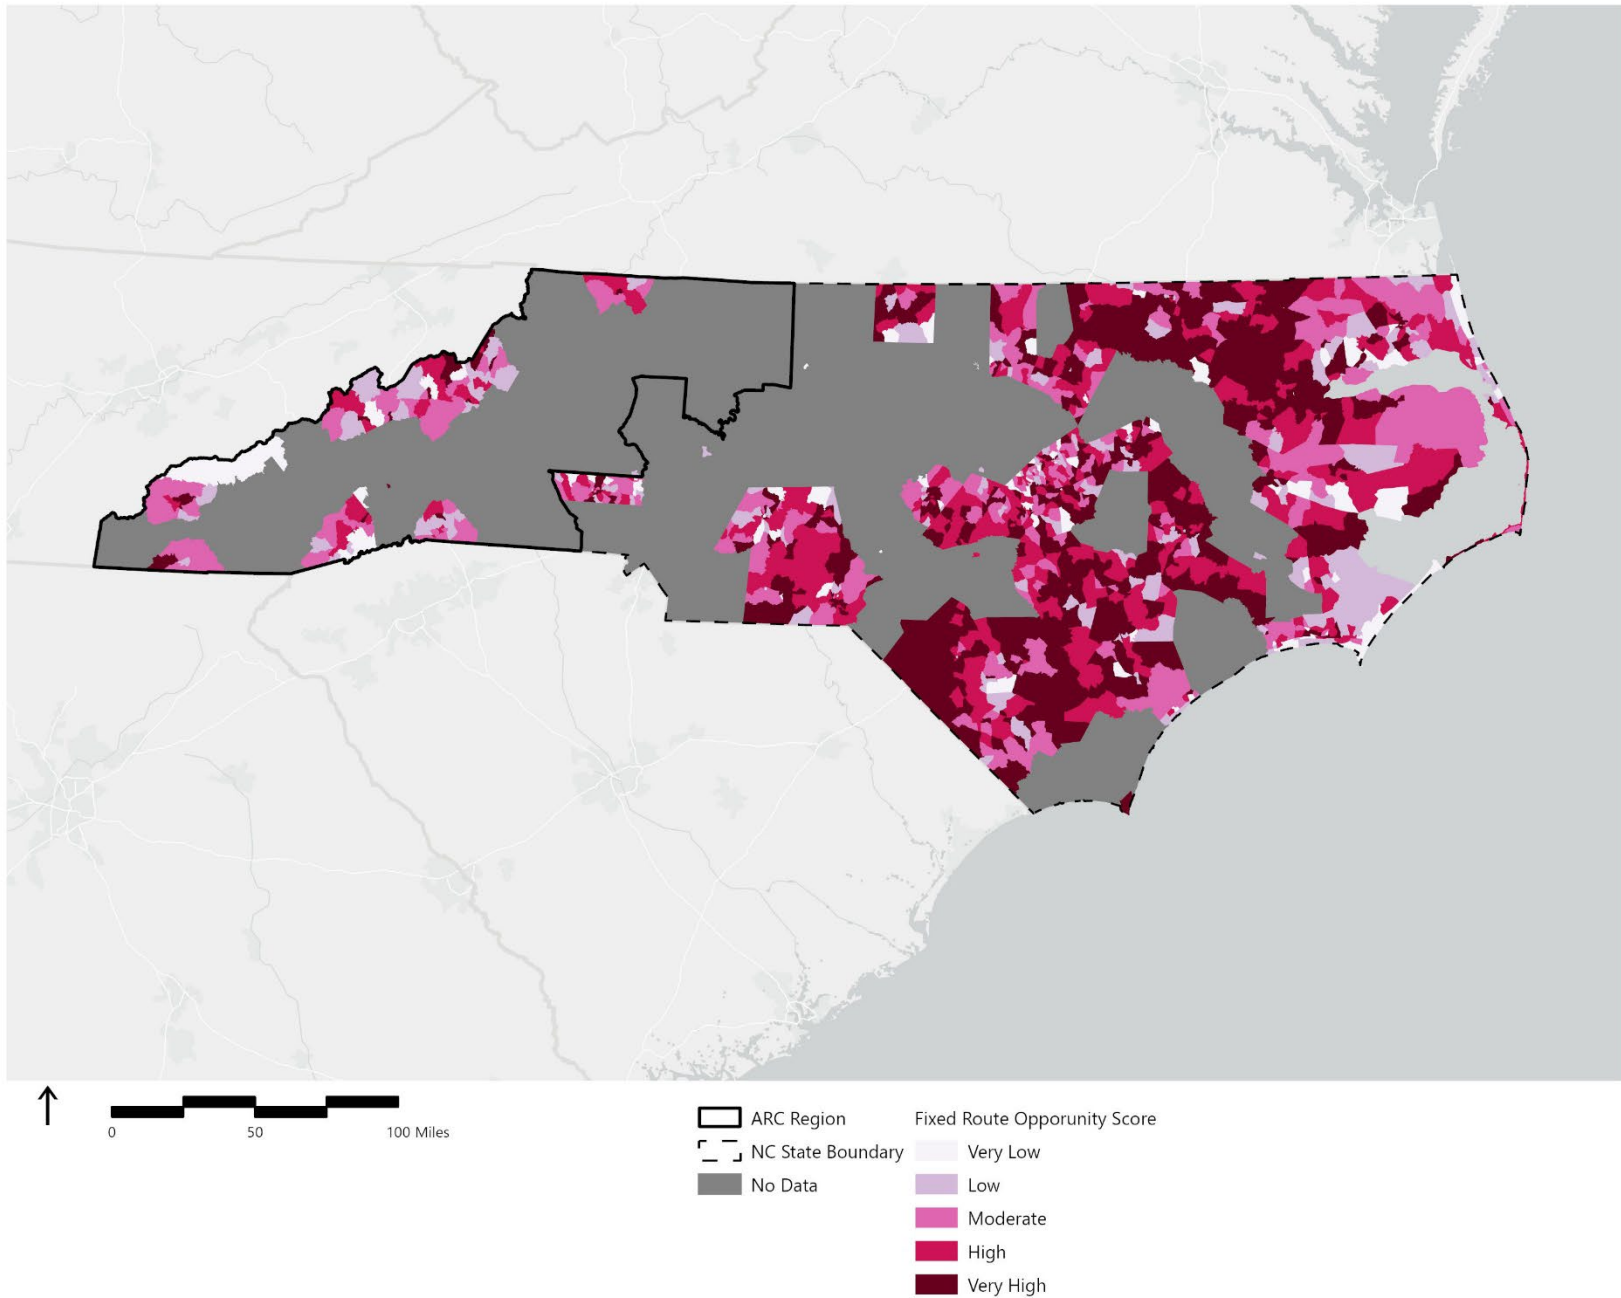 ARC Region
NC State Boundary
No Data
Fixed Route Opporunity Score
Very Low
Low
Moderate
High
Very High
0 50 100 Miles